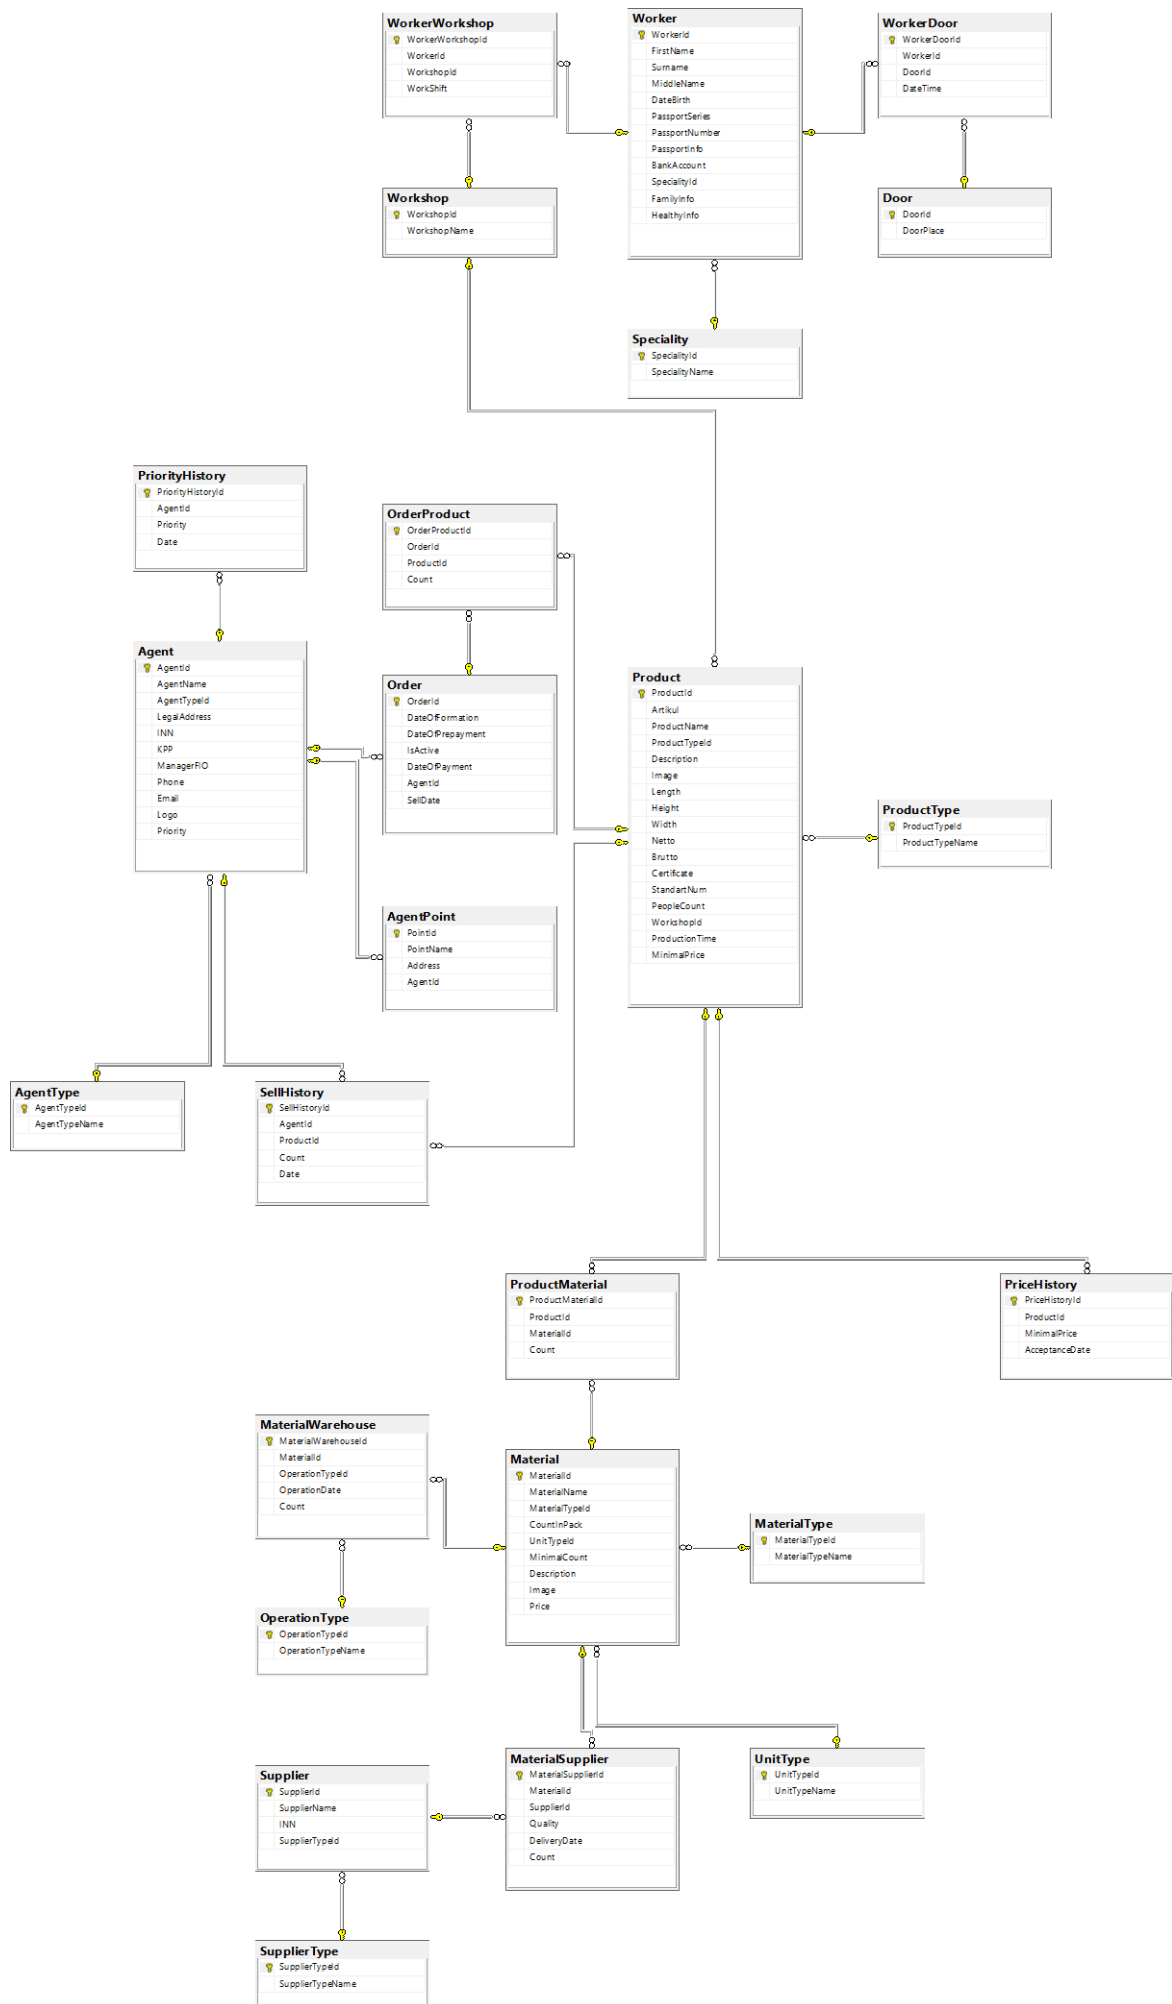 WorkerWorkshop
WorkerWorkshopId
WorkerId
WorkshopId
WorkShift
Worker
WorkerId
FirstName
Surname
MiddleName
DateBirth
PassportSeries
PassportNumber
PassportInfo
BankAccount
SpecialityId
FamilyInfo
HealthyInfo
WorkerDoor
WorkerDoorId
WorkerId
DoorId
DateTime
Workshop
WorkshopId
WorkshopName
Door
DoorId
DoorPlace
Speciality
SpecialityId
SpecialityName
PriorityHistory
PriorityHistoryId
AgentId
Priority
Date
OrderProduct
OrderProductId
OrderId
ProductId
Count
Agent
AgentId
AgentName
AgentTypeId
LegalAddress
INN
KPP
ManagerFIO
Phone
Email
Logo
Priority
Order
OrderId
DateOfFormation
DateOfPrepayment
IsActive
DateOfPayment
AgentId
SellDate
Product
ProductId
Artikul
ProductName
ProductTypeId
Description
Image
Length
Height
Width
Netto
Brutto
Certificate
StandartNum
PeopleCount
WorkshopId
ProductionTime
MinimalPrice
ProductType
ProductTypeId
ProductTypeName
AgentPoint
PointId
PointName
Address
AgentId
AgentType
AgentTypeId
AgentTypeName
SellHistory
SellHistoryId
AgentId
ProductId
Count
Date
ProductMaterial
ProductMaterialId
ProductId
MaterialId
Count
PriceHistory
PriceHistoryId
ProductId
MinimalPrice
AcceptanceDate
MaterialWarehouse
MaterialWarehouseId
MaterialId
OperationTypeId
OperationDate
Count
Material
MaterialId
MaterialName
MaterialTypeId
CountInPack
UnitTypeId
MinimalCount
Description
Image
Price
MaterialType
MaterialTypeId
MaterialTypeName
OperationType
OperationTypeId
OperationTypeName
Supplier
SupplierId
SupplierName
INN
SupplierTypeId
MaterialSupplier
MaterialSupplierId
MaterialId
SupplierId
Quality
DeliveryDate
Count
UnitType
UnitTypeId
UnitTypeName
SupplierType
SupplierTypeId
SupplierTypeName